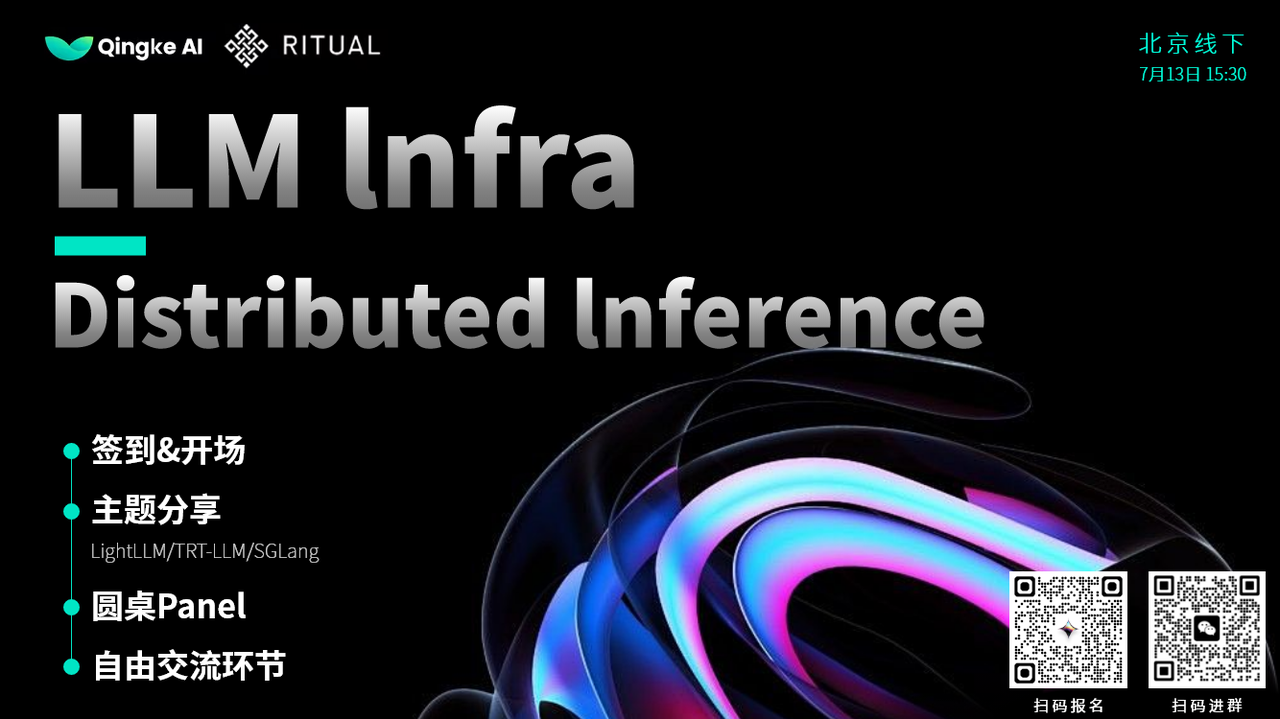 Qingke AI
RITUAL
北京线下
7月13日 15:30
LLM lnfra
Distributed lnference
签到&开场
主题分享
LightLLM/TRT-LLM/SGLang
圆桌Panel
自由交流环节
扫码报名
扫码进群